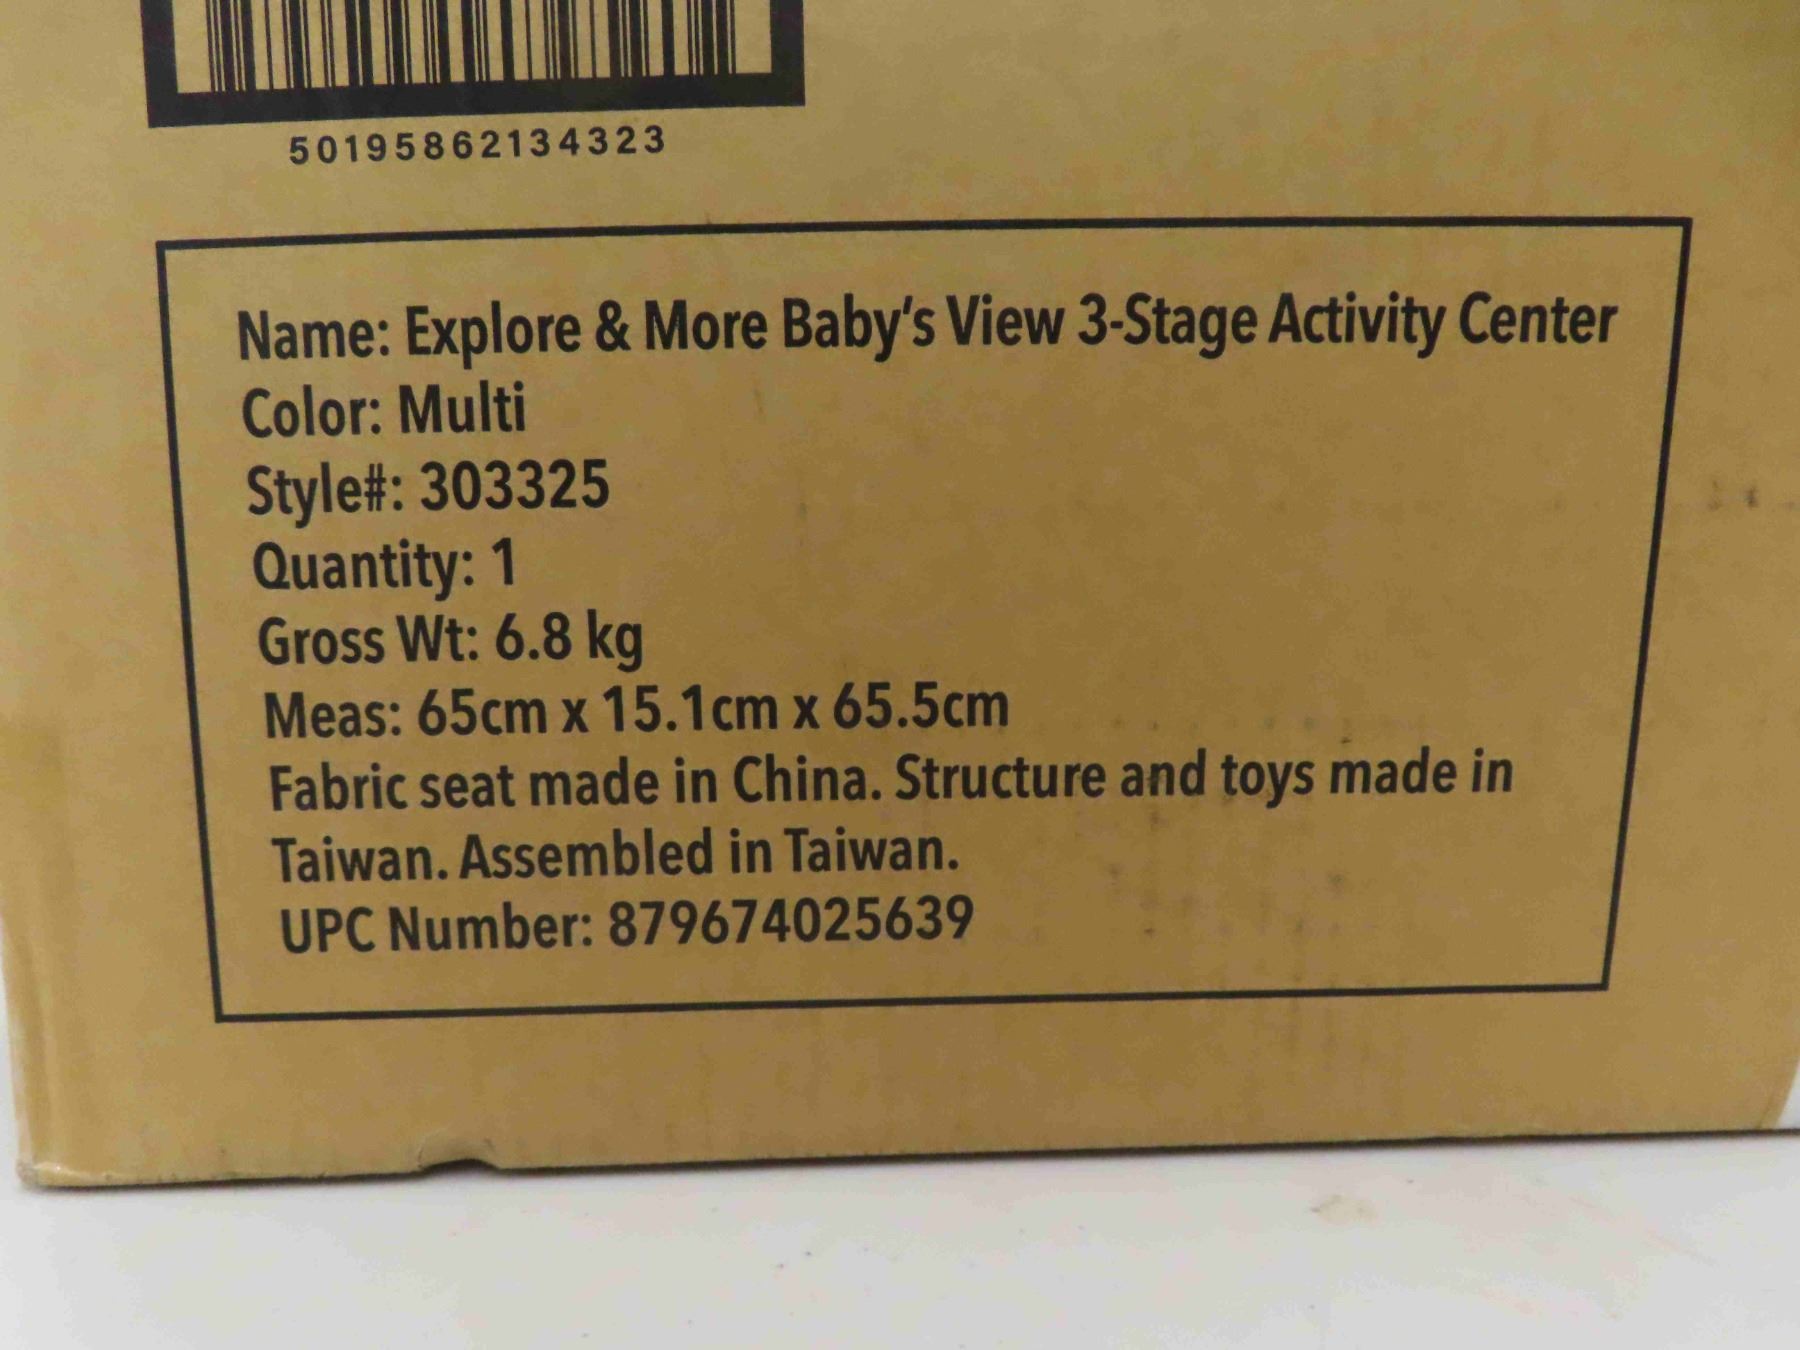 50195862134323
Name: Explore & More Baby's View 3-Stage Activity Center
Color: Multi
Style#: 303325
Quantity: 1
Gross Wt: 6.8 kg
Meas: 65cm x 15.1cm x 65.5cm
Fabric seat made in China. Structure and toys made in
Taiwan. Assembled in Taiwan.
UPC Number: 879674025639